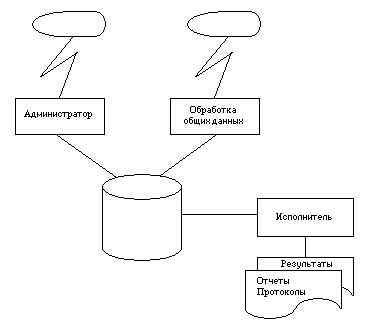 Администратор
Обработка
общих данных
Исполнитель
Результаты
Отчеты
Протоколы